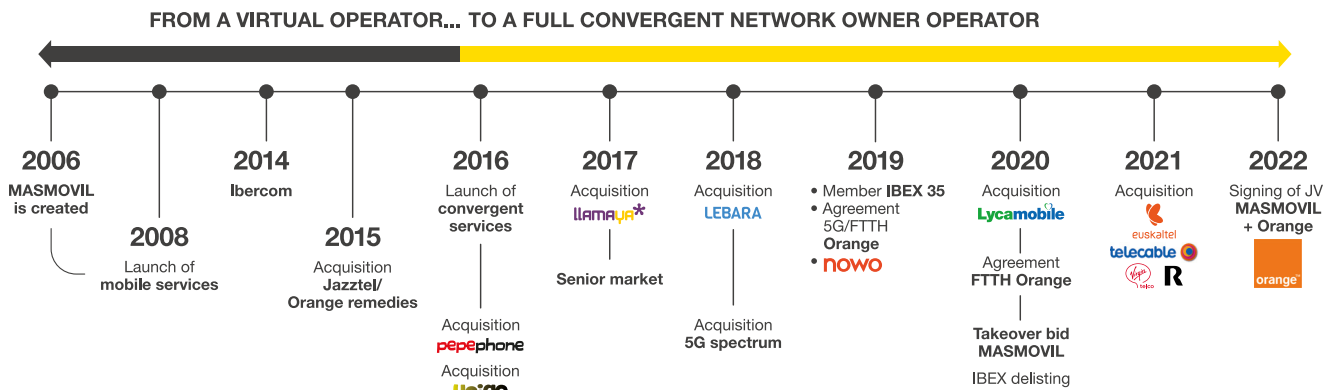 FROM A VIRTUAL OPERATOR... TO A FULL CONVERGENT NETWORK OWNER OPERATOR
2006
MASMOVIL
is created
2008
Launch of
mobile services
2014
Ibercom
2015
Acquisition
Jazztel/
Orange remedies
2016
Launch of
convergent
services
Acquisition
pepephone
Acquisition
2017
Acquisition
llamaya*
Senior market
2018
Acquisition
LEBARA
Acquisition
5G spectrum
2019
• Member IBEX 35
• Agreement
5G/FTTH
Orange
• nowo
2020
Acquisition
Lycamobile
Agreement
FTTH Orange
Takeover bid
MASMOVIL
IBEX delisting
2021
Acquisition
euskaltel
telecable
Virgin
telco
R
2022
Signing of JV
MASMOVIL
+ Orange
orange™